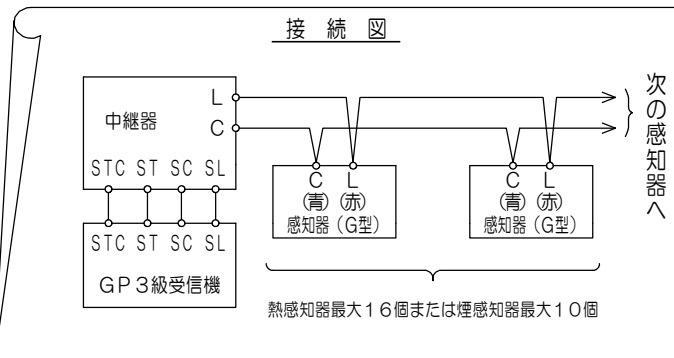 接続図
L
中継器
C
STC ST SC SL
STC ST SC SL
GP3級受信機
C L
(青)(赤)
感知器(G型)
C L
(青)(赤)
感知器(G型)
次の感知器へ
熱感知器最大16個または煙感知器最大10個